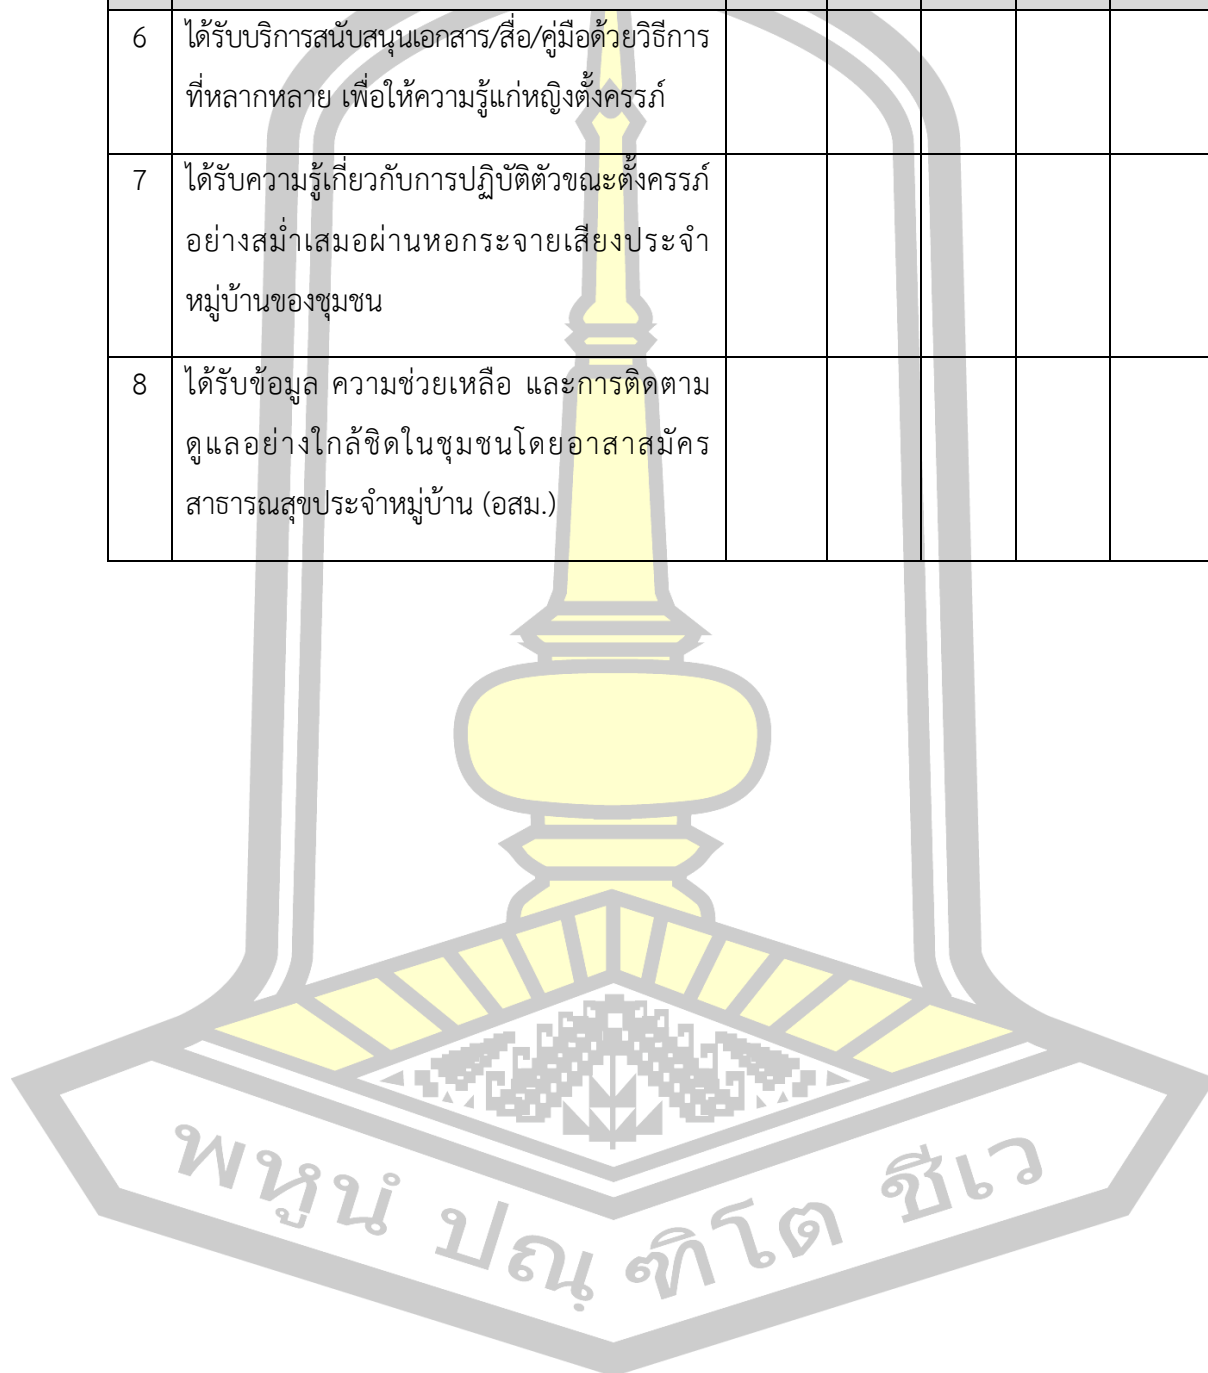 6 ได้รับบริการสนับสนุนเอกสาร/สื่อ/คู่มือด้วยวิธีการ
ที่หลากหลาย เพื่อให้ความรู้แก่หญิงตั้งครรภ์
7 ได้รับความรู้เกี่ยวกับการปฏิบัติตัวขณะตั้งครรภ์
อย่างสม่ำเสมอผ่านหอกระจายเสียงประจำ
หมู่บ้านของชุมชน
8 ได้รับข้อมูล ความช่วยเหลือ และการติดตาม
ดูแลอย่างใกล้ชิดในชุมชนโดยอาสาสมัคร
สาธารณสุขประจำหมู่บ้าน (อสม.)
พหูนํ ปณฺฑิโต ชีเว